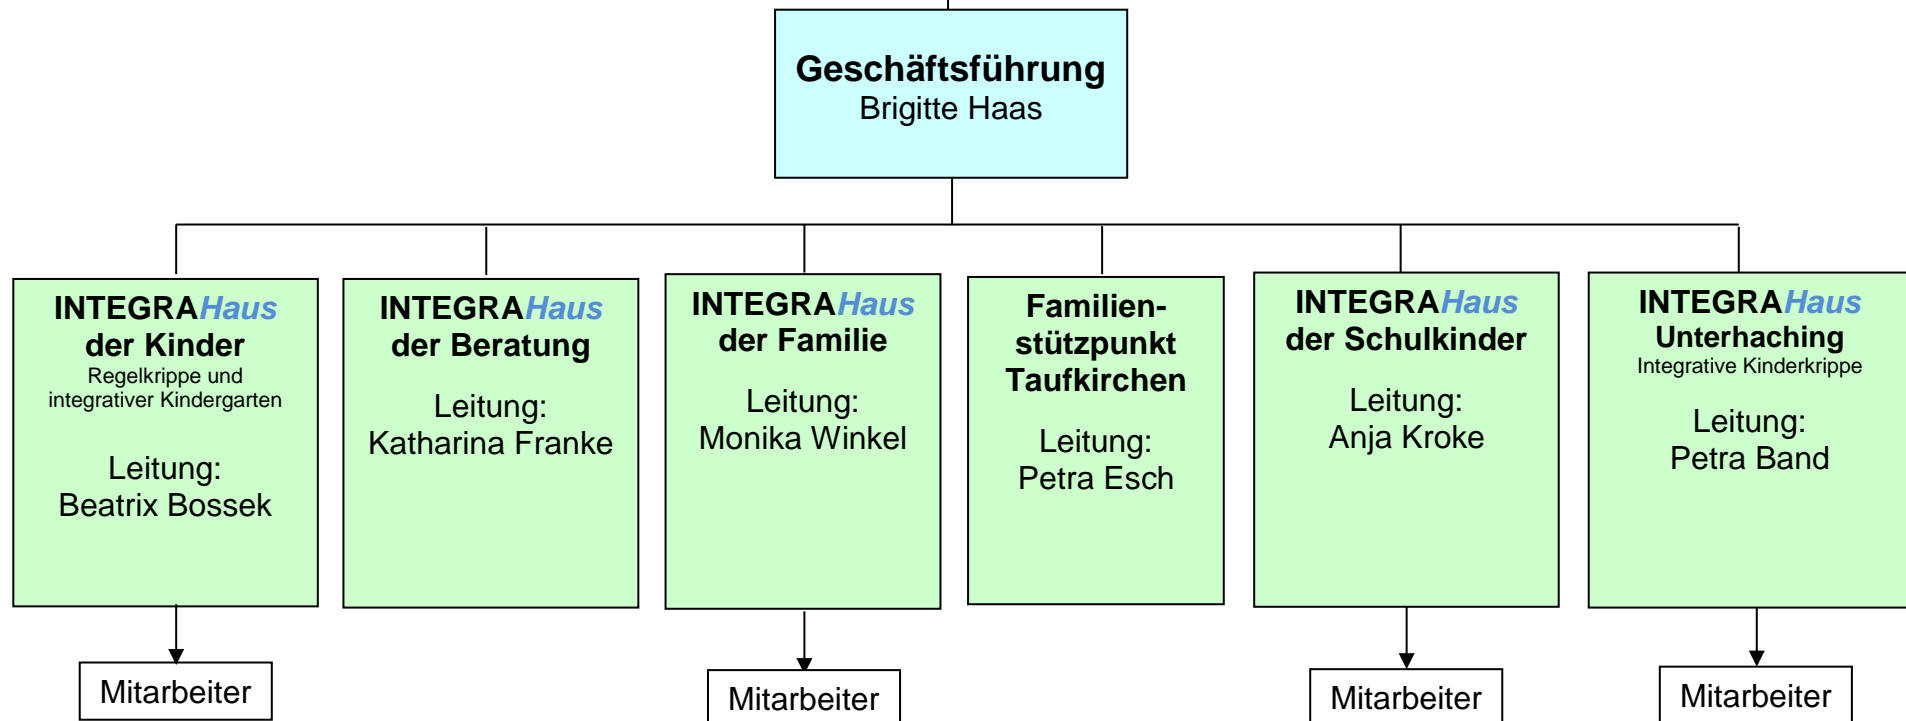 Geschäftsführung
Brigitte Haas
INTEGRAHaus
der Kinder
Regelkrippe und
integrativer Kindergarten
Leitung:
Beatrix Bossek
INTEGRAHaus
der Beratung
Leitung:
Katharina Franke
INTEGRAHaus
der Familie
Leitung:
Monika Winkel
Familien-
stützpunkt
Taufkirchen
Leitung:
Petra Esch
INTEGRAHaus
der Schulkinder
Leitung:
Anja Kroke
INTEGRAHaus
Unterhaching
Integrative Kinderkrippe
Leitung:
Petra Band
Mitarbeiter
Mitarbeiter
Mitarbeiter
Mitarbeiter